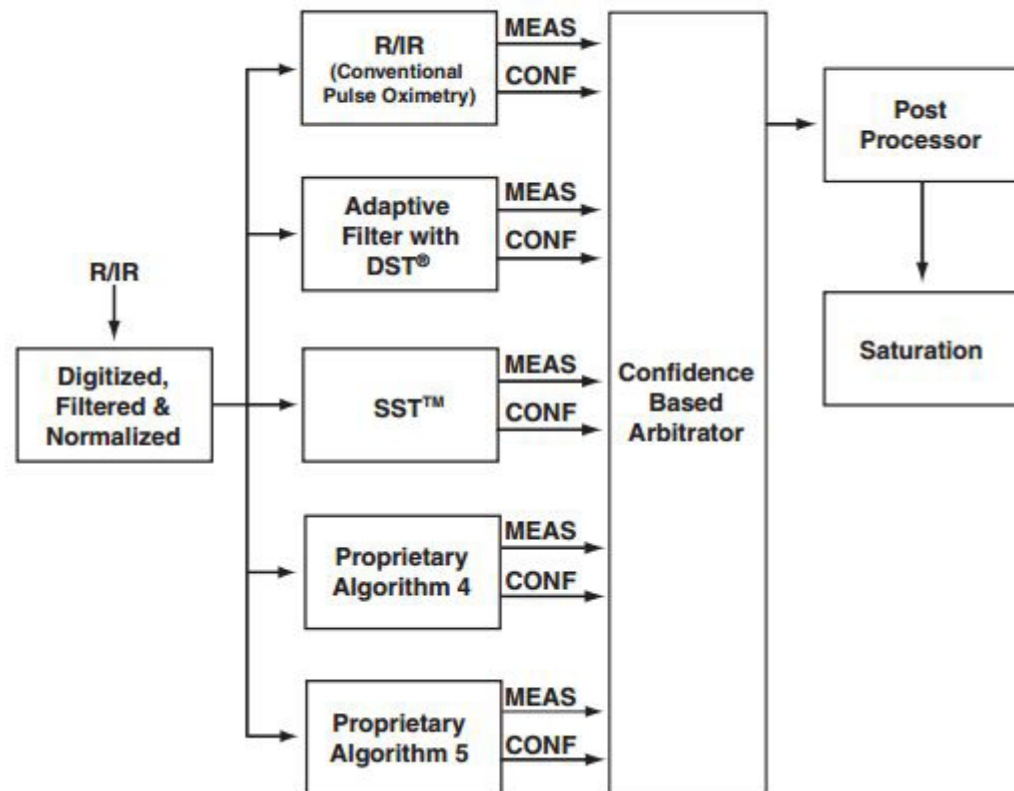 R/IR
Digitized,
Filtered &
Normalized
R/IR
(Conventional
Pulse Oximetry)
MEAS
CONF
Adaptive
Filter with
DST®
MEAS
CONF
SST™
MEAS
CONF
Proprietary
Algorithm 4
MEAS
CONF
Proprietary
Algorithm 5
MEAS
CONF
Confidence
Based
Arbitrator
Post
Processor
Saturation